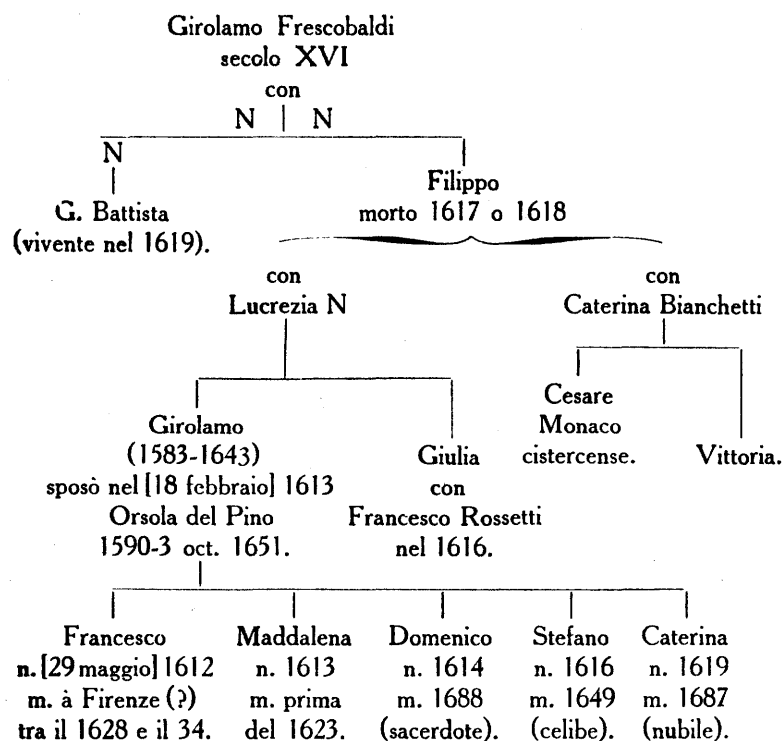 Girolamo Frescobaldi
secolo XVI
con
N N
N
G. Battista
(vivente nel 1619).
Filippo
morto 1617 o 1618
con
Lucrezia N
con
Caterina Bianchetti
Girolamo
(1583-1643)
sposò nel [18 febbraio] 1613
Orsola del Pino
1590-3 oct. 1651.
Giulia
con
Francesco Rossetti
nel 1616.
Cesare
Monaco
cistercense.
Vittoria.
Francesco
n. [29 maggio] 1612
m. à Firenze (?)
tra il 1628 e il 34.
Maddalena
n. 1613
m. prima
del 1623.
Domenico
n. 1614
m. 1688
(sacerdote).
Stefano
n. 1616
m. 1649
(celibe).
Caterina
n. 1619
m. 1687
(nubile).